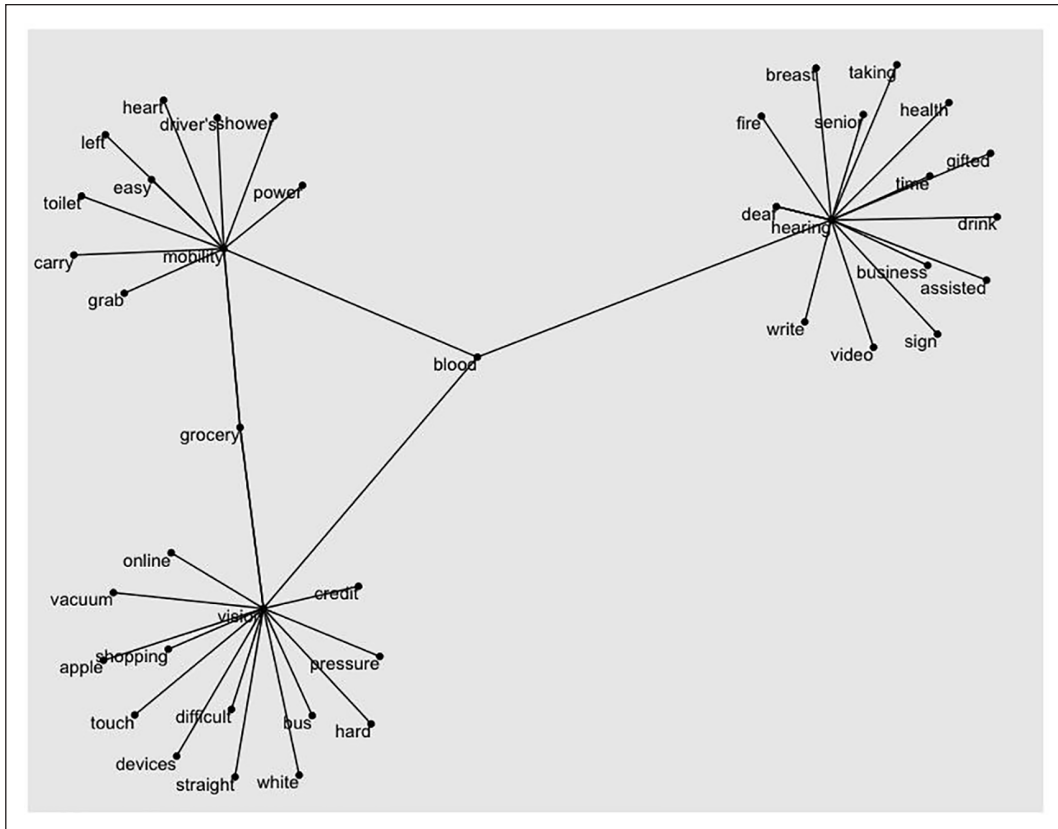 breast
taking
heart
driver's
shower
fire
senior
health
left
gifted
easy
power
time
toilet
deaf
hearing
drink
mobility
carry
business
assisted
grab
write
sign
video
blood
grocery
online
vacuum
credit
vision
shopping
apple
pressure
touch
difficult
bus
hard
devices
straight
white